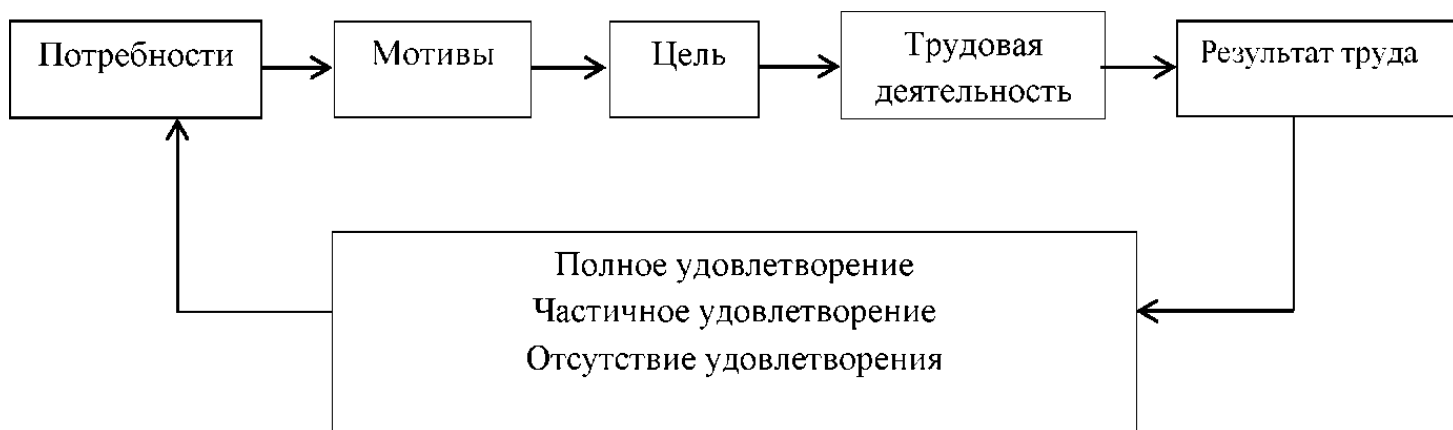 Потребности
Мотивы
Цель
Трудовая
деятельность
Результат труда
Полное удовлетворение
Частичное удовлетворение
Отсутствие удовлетворения